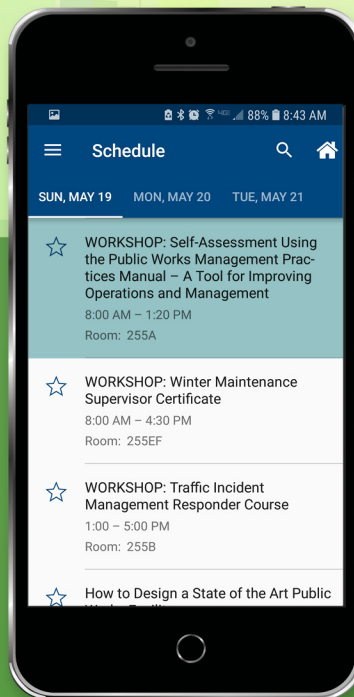 88% 8:43 AM
Schedule
SUN, MAY 19 MON, MAY 20 TUE, MAY 21
WORKSHOP: Self-Assessment Using
the Public Works Management Prac-
tices Manual – A Tool for Improving
Operations and Management
8:00 AM – 1:20 PM
Room: 255A
WORKSHOP: Winter Maintenance
Supervisor Certificate
8:00 AM – 4:30 PM
Room: 255EF
WORKSHOP: Traffic Incident
Management Responder Course
1:00 – 5:00 PM
Room: 255B
How to Design a State of the Art Public